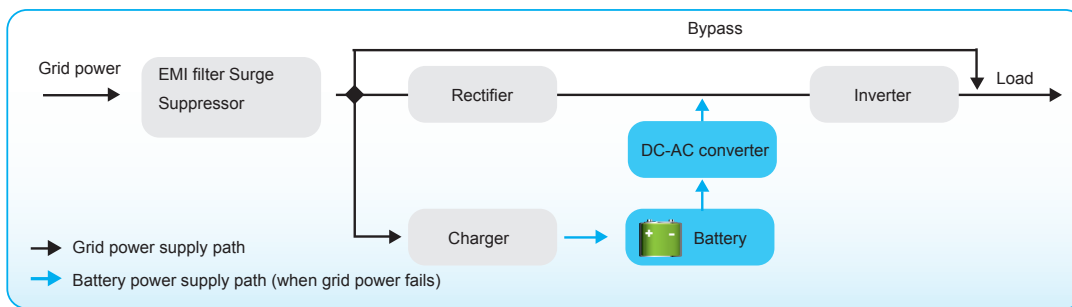 Bypass
Grid power
EMI filter Surge
Suppressor
Rectifier
Inverter
Load
DC-AC converter
Charger
+ -
Battery
Grid power supply path
Battery power supply path (when grid power fails)